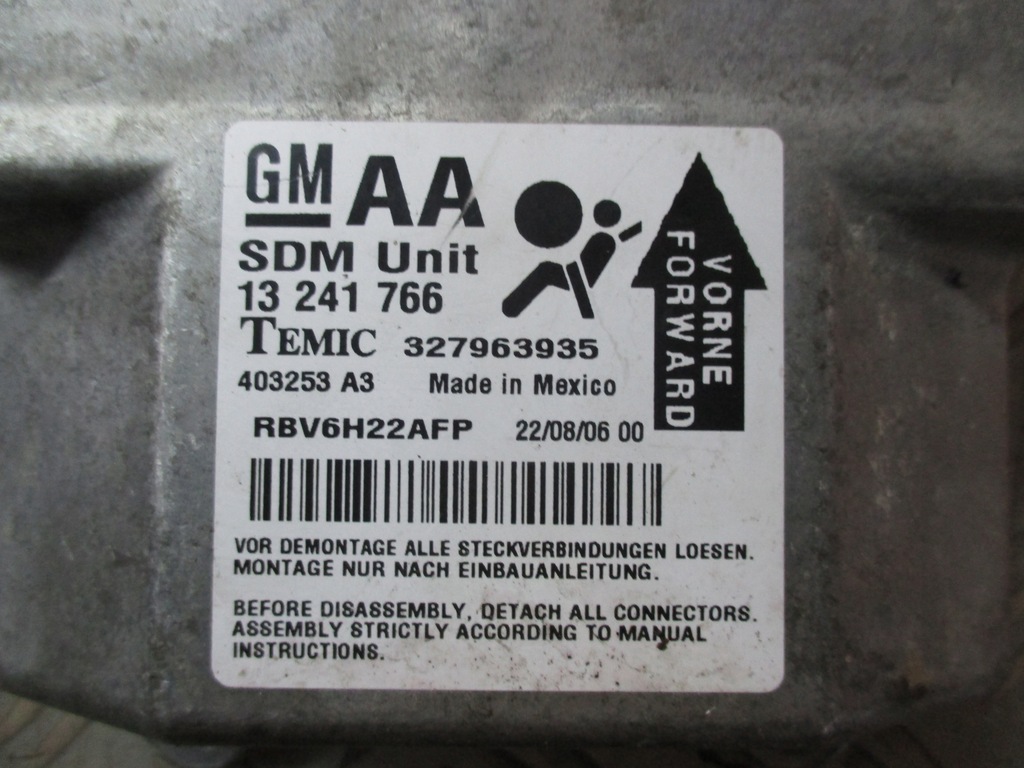 GM AA
SDM Unit
13 241 766
TEMIC 327963935
403253 A3 Made in Mexico
RBV6H22AFP 22/08/06 00
VORNE
FORWARD
VOR DEMONTAGE ALLE STECKVERBINDUNGEN LOESEN.
MONTAGE NUR NACH EINBAUANLEITUNG.
BEFORE DISASSEMBLY, DETACH ALL CONNECTORS.
ASSEMBLY STRICTLY ACCORDING TO MANUAL
INSTRUCTIONS.